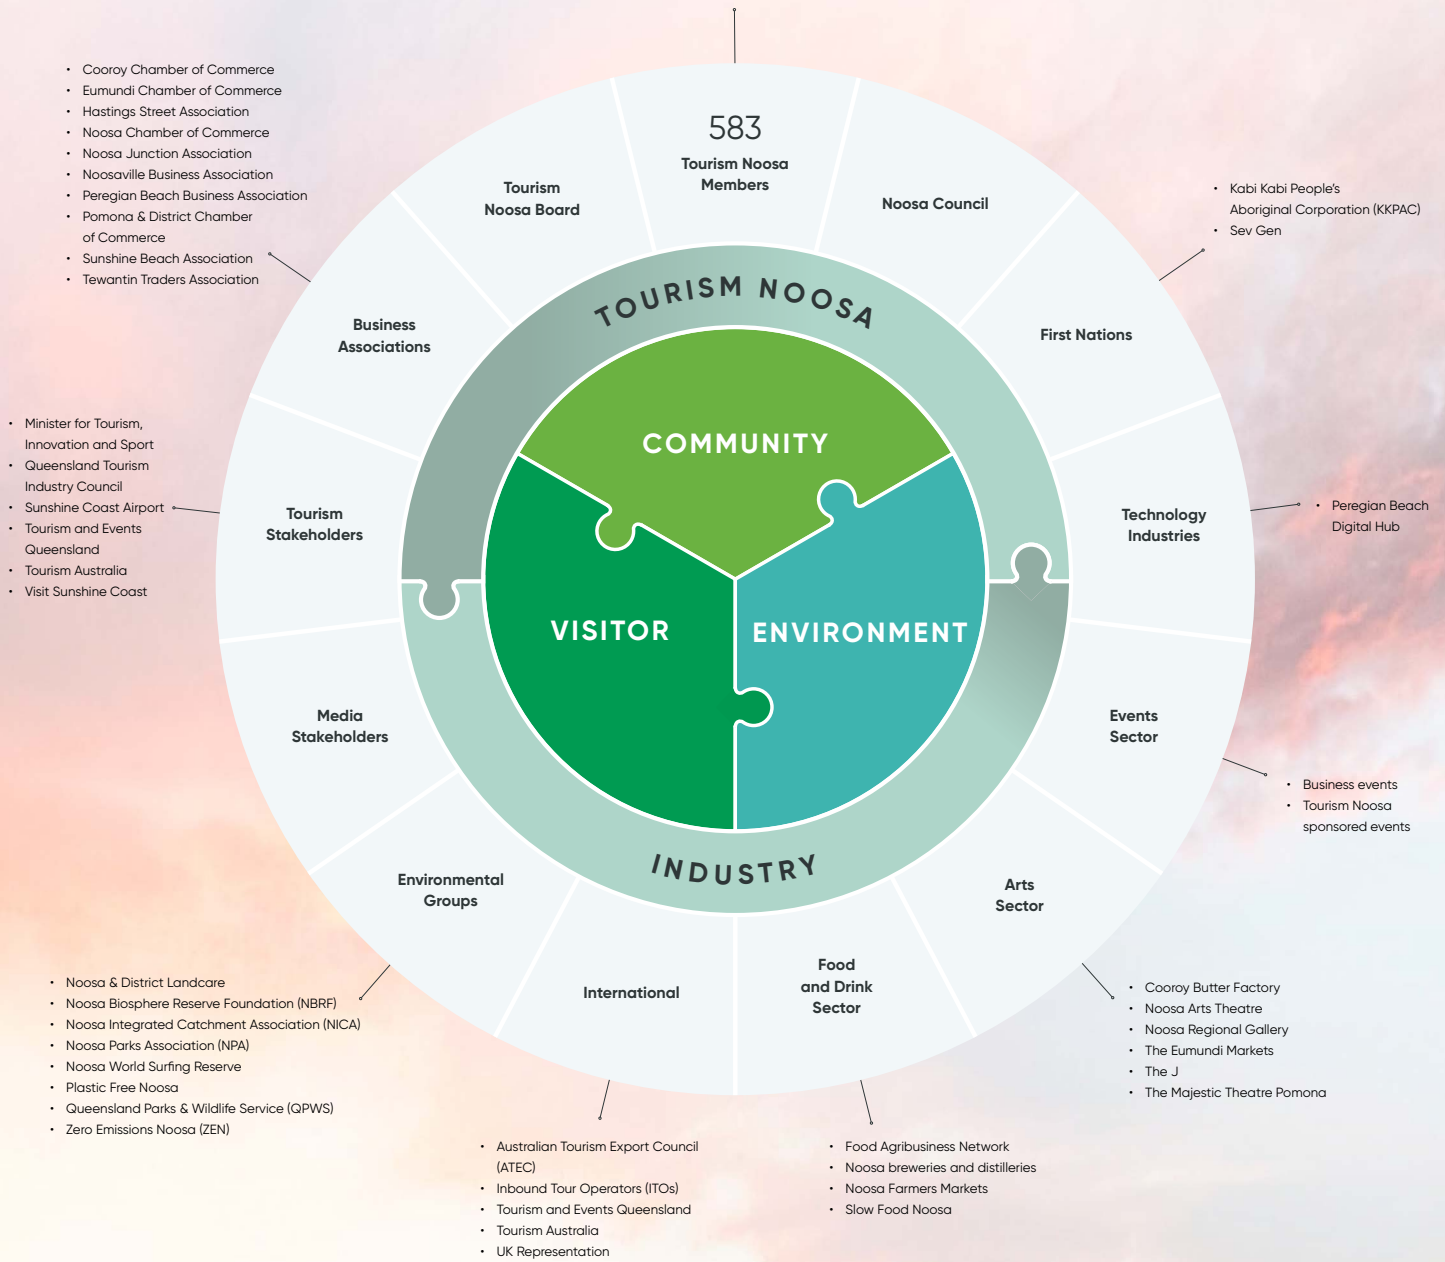 583
Tourism Noosa
Members
Tourism
Noosa Board
Noosa Council
• Cooroy Chamber of Commerce
• Eumundi Chamber of Commerce
• Hastings Street Association
• Noosa Chamber of Commerce
• Noosa Junction Association
• Noosaville Business Association
• Peregian Beach Business Association
• Pomona & District Chamber
of Commerce
• Sunshine Beach Association
• Tewantin Traders Association
Business
Associations
• Kabi Kabi People's
Aboriginal Corporation (KKPAC)
• Sev Gen
First Nations
TOURISM NOOSA
COMMUNITY
VISITOR
ENVIRONMENT
INDUSTRY
• Minister for Tourism,
Innovation and Sport
• Queensland Tourism
Industry Council
• Sunshine Coast Airport
• Tourism and Events
Queensland
• Tourism Australia
• Visit Sunshine Coast
Tourism
Stakeholders
Technology
Industries
• Peregian Beach
Digital Hub
Media
Stakeholders
Events
Sector
• Business events
• Tourism Noosa
sponsored events
Environmental
Groups
• Noosa & District Landcare
• Noosa Biosphere Reserve Foundation (NBRF)
• Noosa Integrated Catchment Association (NICA)
• Noosa Parks Association (NPA)
• Noosa World Surfing Reserve
• Plastic Free Noosa
• Queensland Parks & Wildlife Service (QPWS)
• Zero Emissions Noosa (ZEN)
Arts
Sector
• Cooroy Butter Factory
• Noosa Arts Theatre
• Noosa Regional Gallery
• The Eumundi Markets
• The J
• The Majestic Theatre Pomona
International
• Australian Tourism Export Council
(ATEC)
• Inbound Tour Operators (ITOs)
• Tourism and Events Queensland
• Tourism Australia
• UK Representation
Food
and Drink
Sector
• Food Agribusiness Network
• Noosa breweries and distilleries
• Noosa Farmers Markets
• Slow Food Noosa